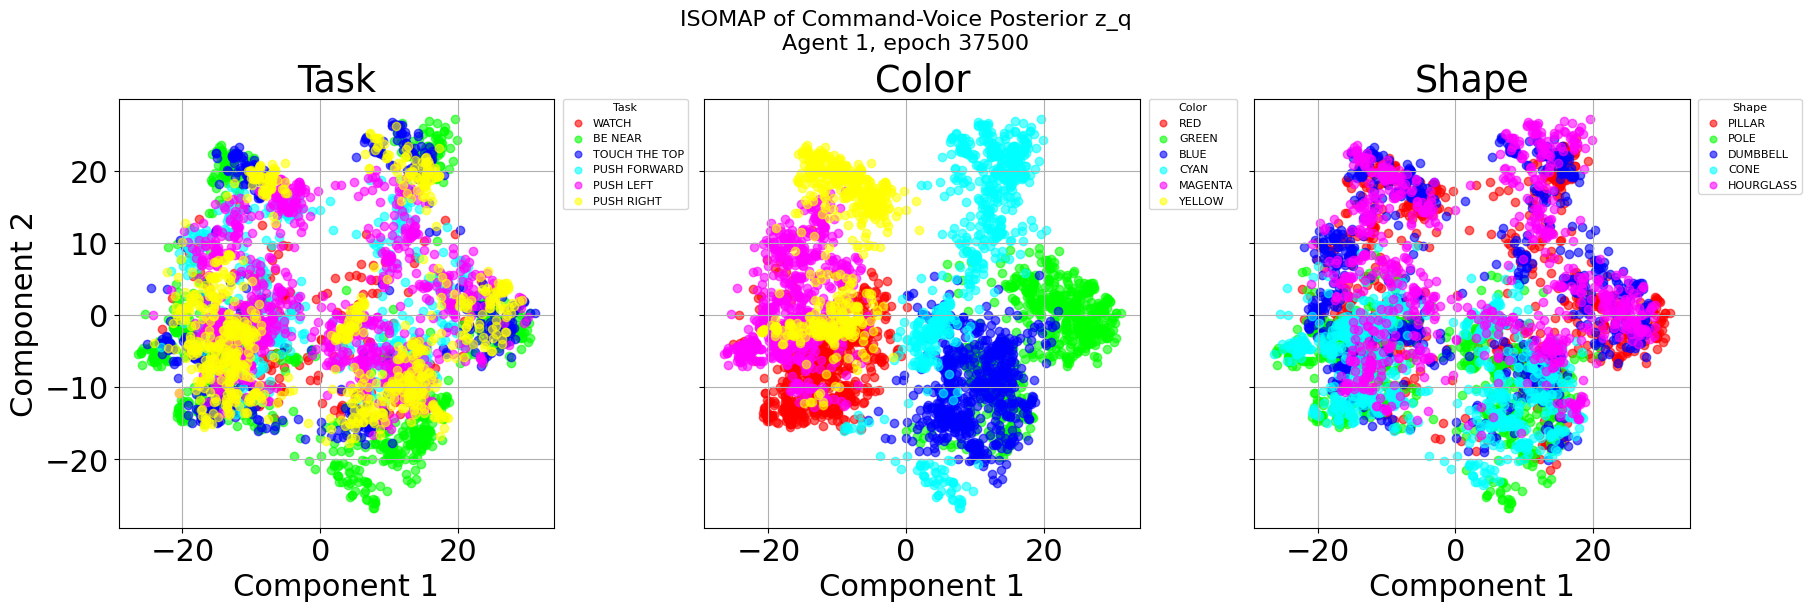 ISOMAP of Command-Voice Posterior z_q
Agent 1, epoch 37500
Task
Color
Shape
Task
WATCH
BE NEAR
TOUCH THE TOP
PUSH FORWARD
PUSH LEFT
PUSH RIGHT
Color
RED
GREEN
BLUE
CYAN
MAGENTA
YELLOW
Shape
PILLAR
POLE
DUMBBELL
CONE
HOURGLASS
Component 2
20
10
0
−10
−20
−20 0 20
−20 0 20
−20 0 20
Component 1
Component 1
Component 1